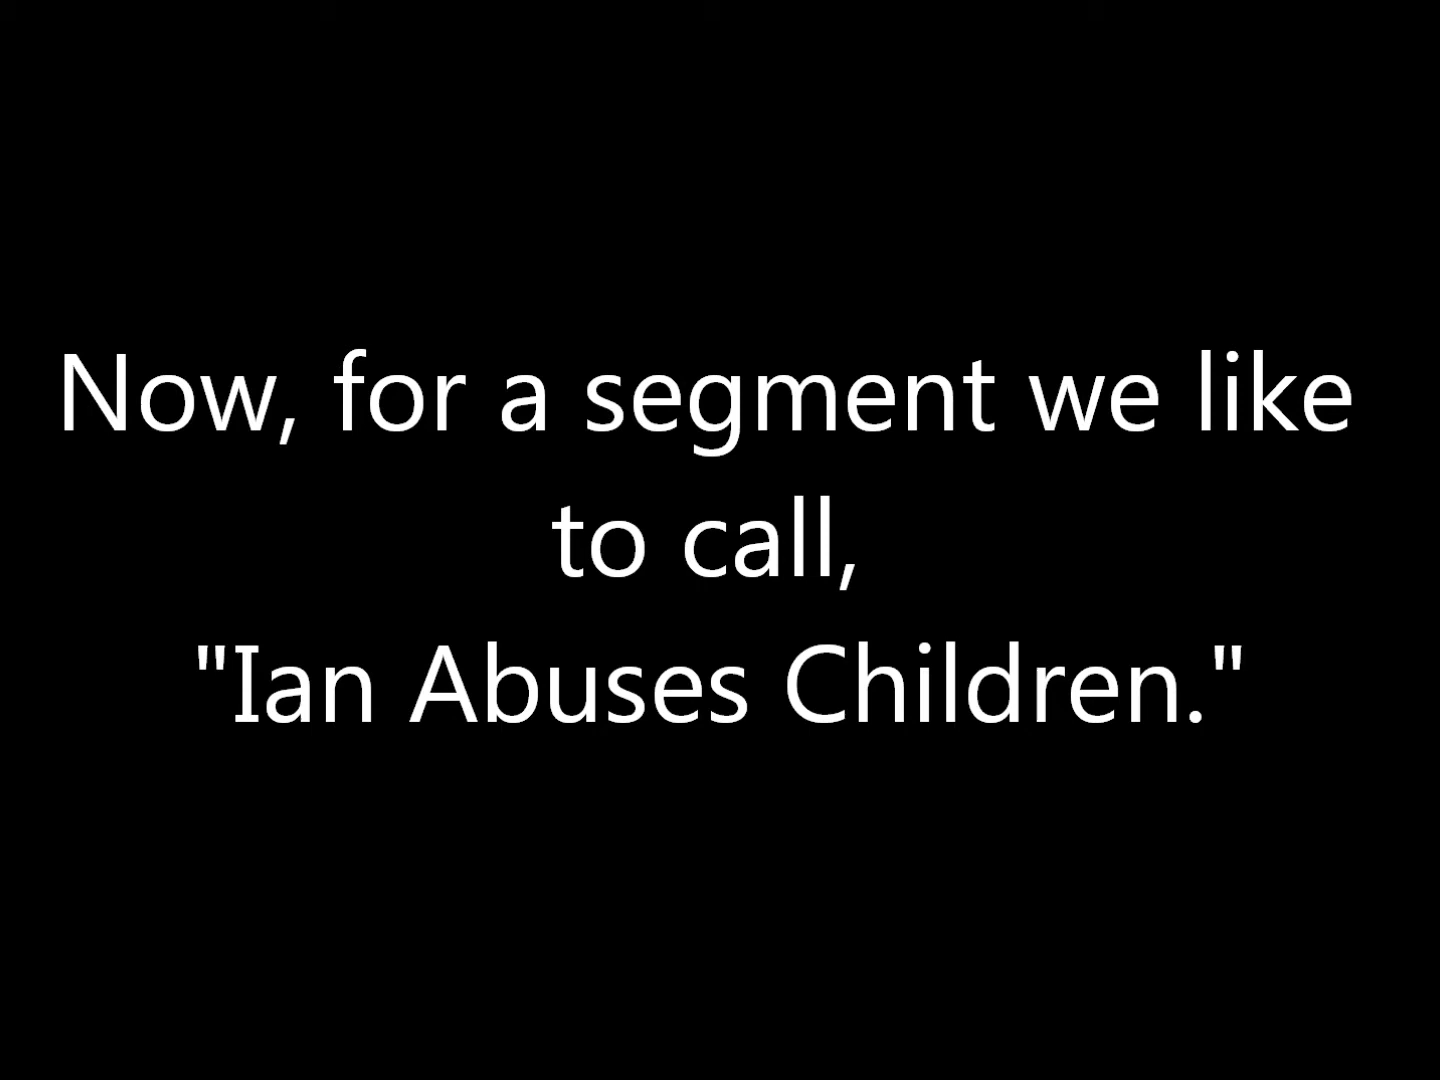 Now, for a segment we like
to call,
"Ian Abuses Children."